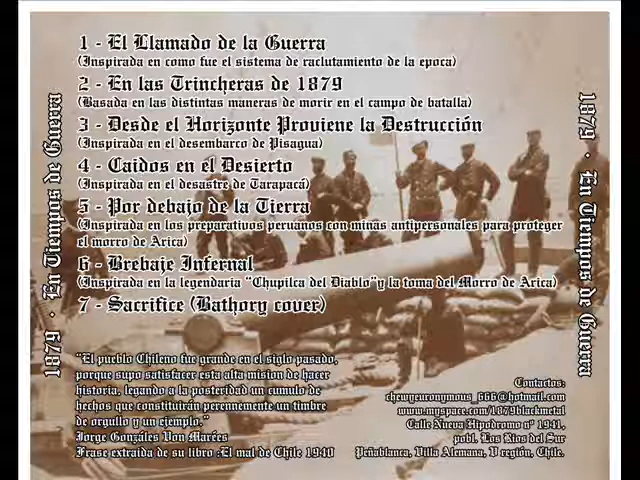 1 - El Llamado de la Guerra
(Inspirada en como fue el sistema de raclutamiento de la epoca)
2 - En las Trincheras de 1879
(Basada en las distintas maneras de morir en el campo de batalla)
3 - Desde el Horizonte Proviene la Destrucción
(Inspirada en el desembarco de Pisagua)
4 - Caidos en el Desierto
(Inspirada en el desastre de Tarapacá)
5 - Por debajo de la Tierra
(Inspirada en los preparativos peruanos con minas antipersonales para proteger
el morro de Arica)
6 - Brebaje Infernal
(Inspirada en la legendaria "Chupilca del Diablo"y la toma del Morro de Arica)
7 - Sacrifice (Bathory cover)
1879 · En Tiempos de Guerra
1879 · En Tiempos de Guerra
"El pueblo Chileno fue grande en el siglo pasado,
porque supo satisfacer esta alta mision de hacer
historia, legando a la posteridad un cumulo de
hechos que constituirán perennemente un timbre
de orgullo y un ejemplo."
Jorge Gonzáles Von Marées
Frase extraida de su libro :El mal de Chile 1940
Contactos:
chewyeuronymous_666@hotmail.com
www.myspace.com/1879blackmetal
Calle Nueva Hipodromo nº 1941,
pobl. Los Rios del Sur
Peñablanca, Villa Alemana, V región, Chile.